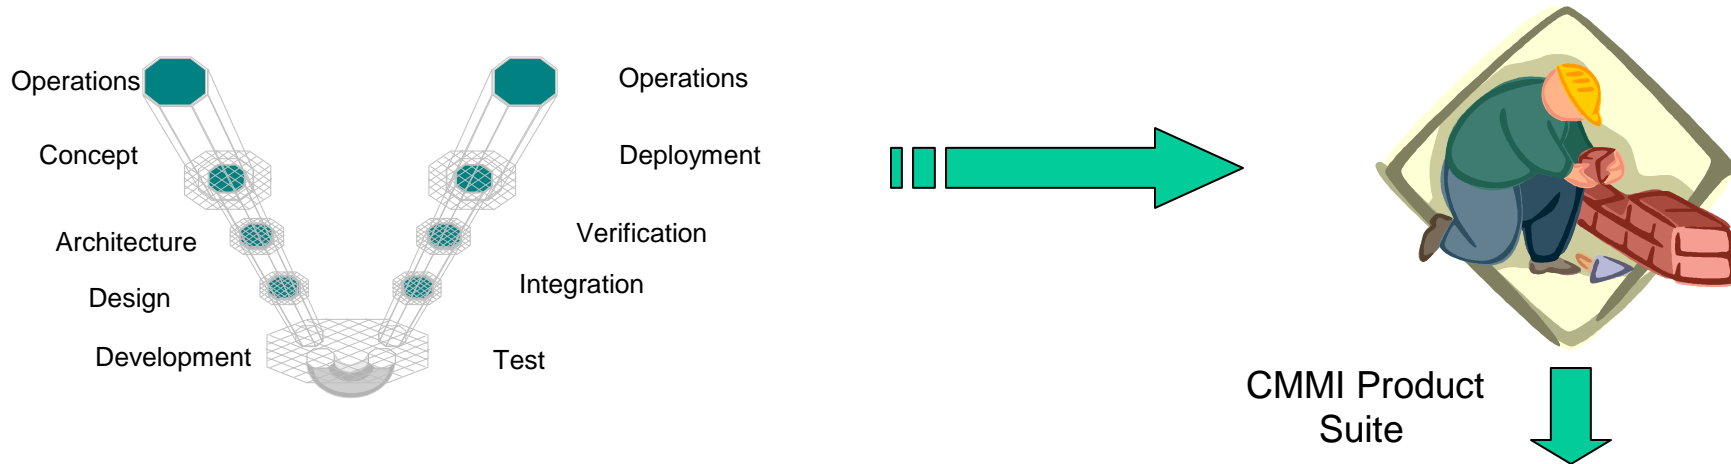 Operations
Concept
Architecture
Design
Development
Operations
Deployment
Verification
Integration
Test
CMMI Product
Suite